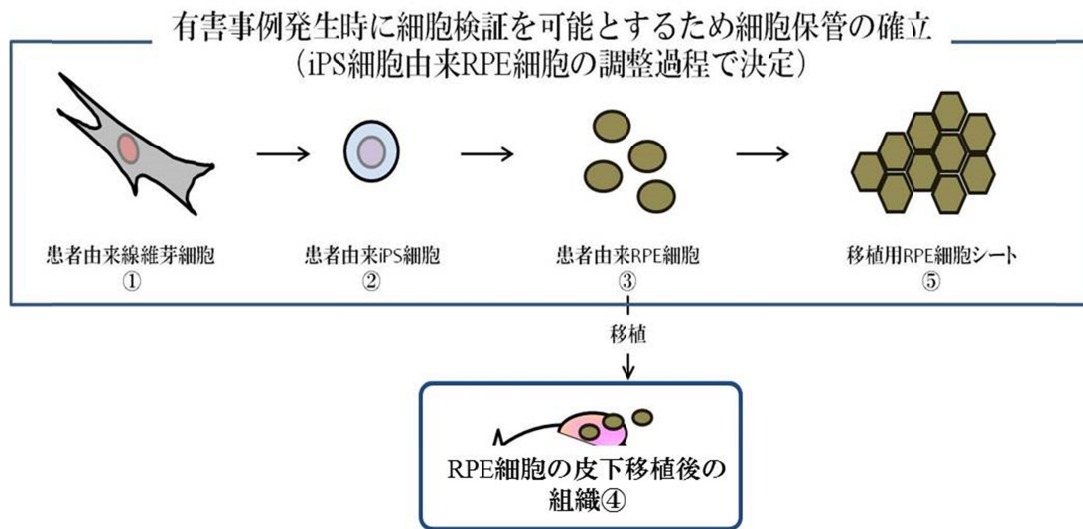 有害事例発生時に細胞検証を可能とするため細胞保管の確立
（iPS細胞由来RPE細胞の調整過程で決定）
患者由来線維芽細胞
①
患者由来iPS細胞
②
患者由来RPE細胞
③
移植用RPE細胞シート
⑤
移植
RPE細胞の皮下移植後の
組織④